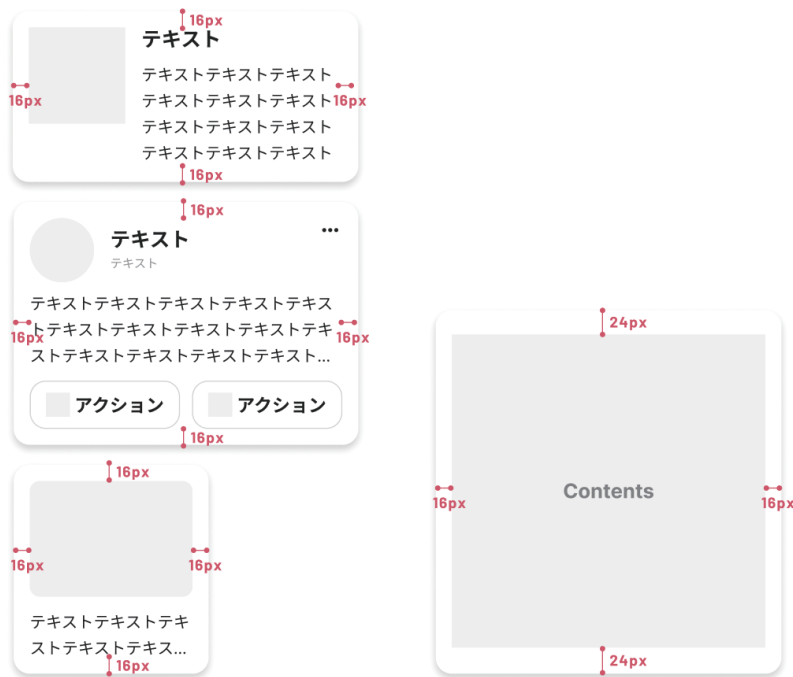 16px
テキスト
テキストテキストテキスト
16px
テキストテキストテキスト
16px
テキストテキストテキスト
テキストテキストテキスト
16px
16px
テキスト
•••
テキスト
テキストテキストテキストテキストテキス
トテキストテキストテキストテキストテキ
16px
16px
ストテキストテキストテキストテキスト...
アクション
アクション
16px
16px
16px
16px
テキストテキストテキ
ストテキストテキス...
16px
24px
Contents
16px
16px
24px